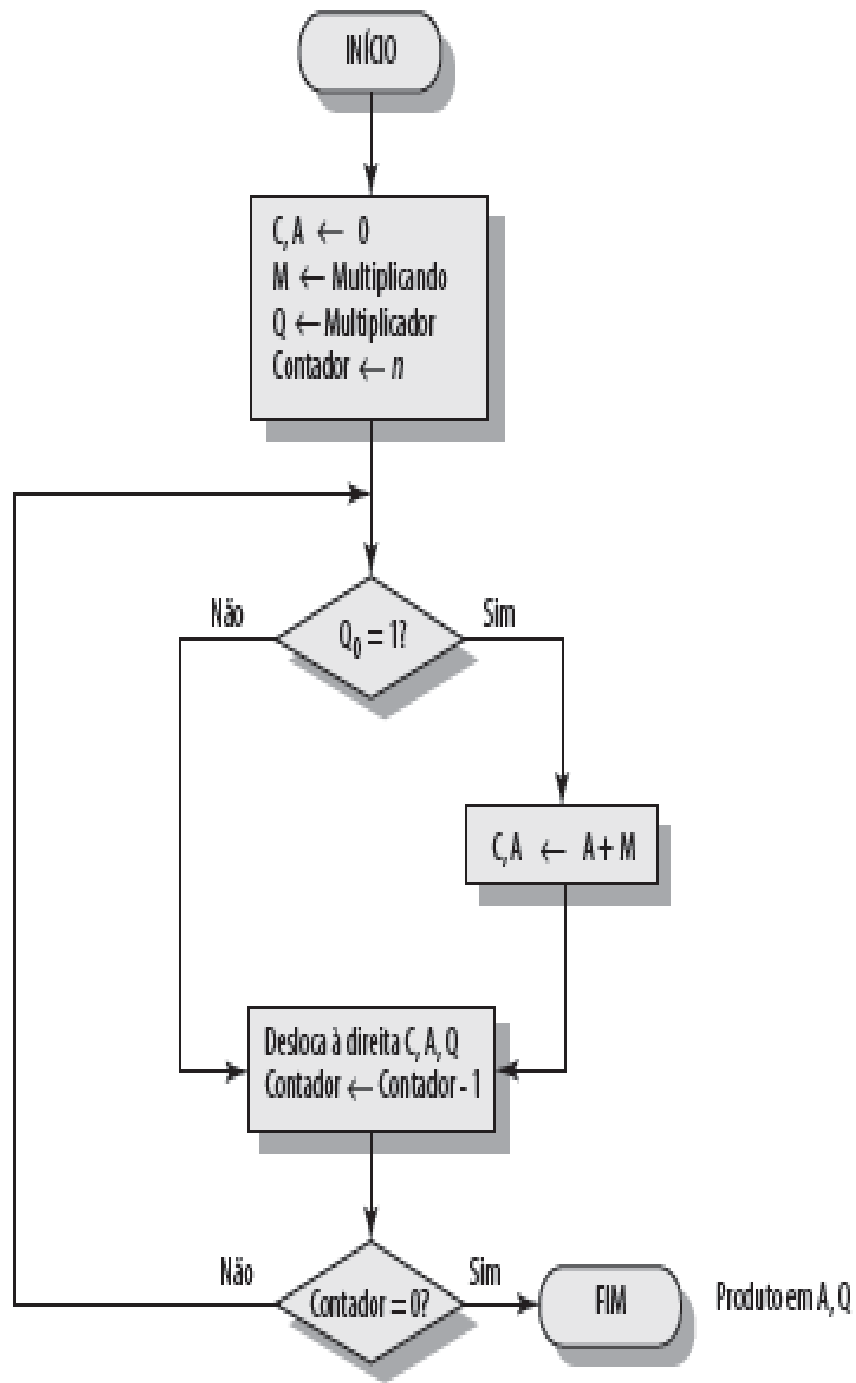 INÍCIO
C, A ← 0
M ← Multiplicando
Q ← Multiplicador
Contador ← n
Q₀ = 1?
Não
Sim
C, A ← A + M
Desloca à direita C, A, Q
Contador ← Contador - 1
Contador = 0?
Não
Sim
FIM
Produto em A, Q